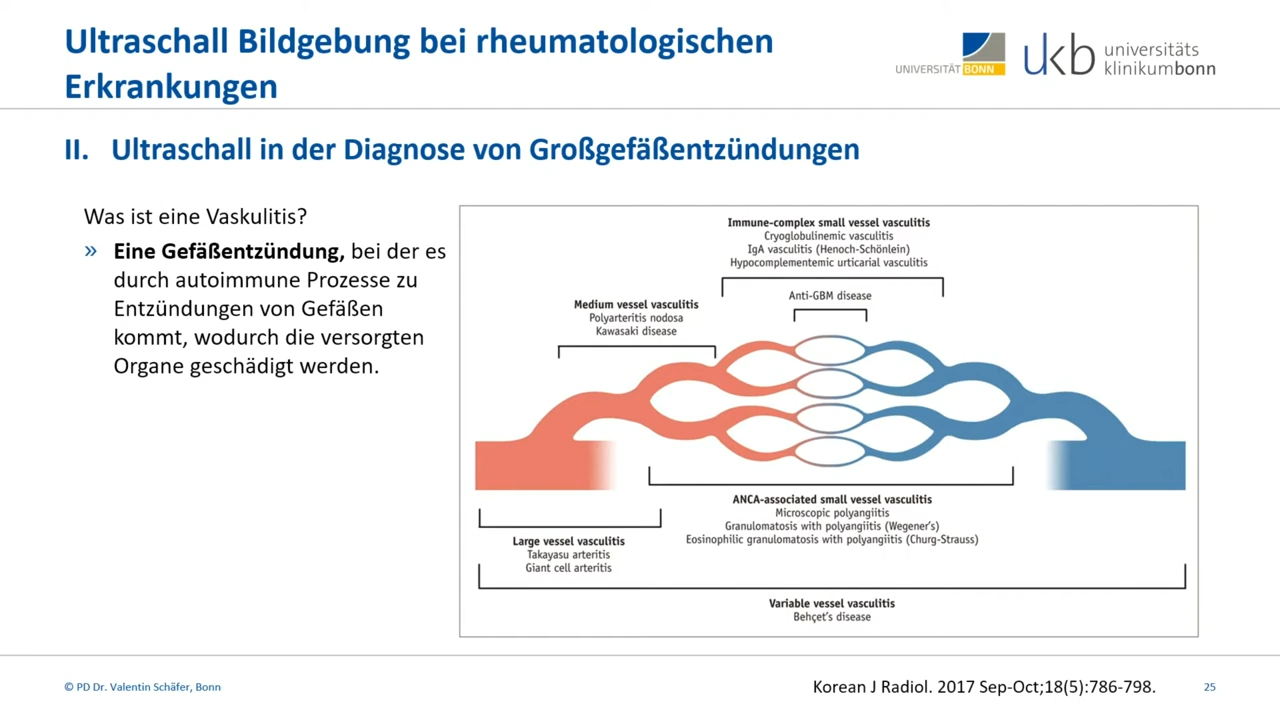 Ultraschall Bildgebung bei rheumatologischen
Erkrankungen
UNIVERSITÄT BONN
ukb universitäts
klinikumbonn
II. Ultraschall in der Diagnose von Großgefäßentzündungen
Was ist eine Vaskulitis?
» Eine Gefäßentzündung, bei der es
durch autoimmune Prozesse zu
Entzündungen von Gefäßen
kommt, wodurch die versorgten
Organe geschädigt werden.
Immune-complex small vessel vasculitis
Cryoglobulinemic vasculitis
IgA vasculitis (Henoch-Schönlein)
Hypocomplementemic urticarial vasculitis
Anti-GBM disease
Medium vessel vasculitis
Polyarteritis nodosa
Kawasaki disease
ANCA-associated small vessel vasculitis
Microscopic polyangiitis
Granulomatosis with polyangiitis (Wegener's)
Eosinophilic granulomatosis with polyangiitis (Churg-Strauss)
Large vessel vasculitis
Takayasu arteritis
Giant cell arteritis
Variable vessel vasculitis
Behçet's disease
© PD Dr. Valentin Schäfer, Bonn
Korean J Radiol. 2017 Sep-Oct;18(5):786-798.
25